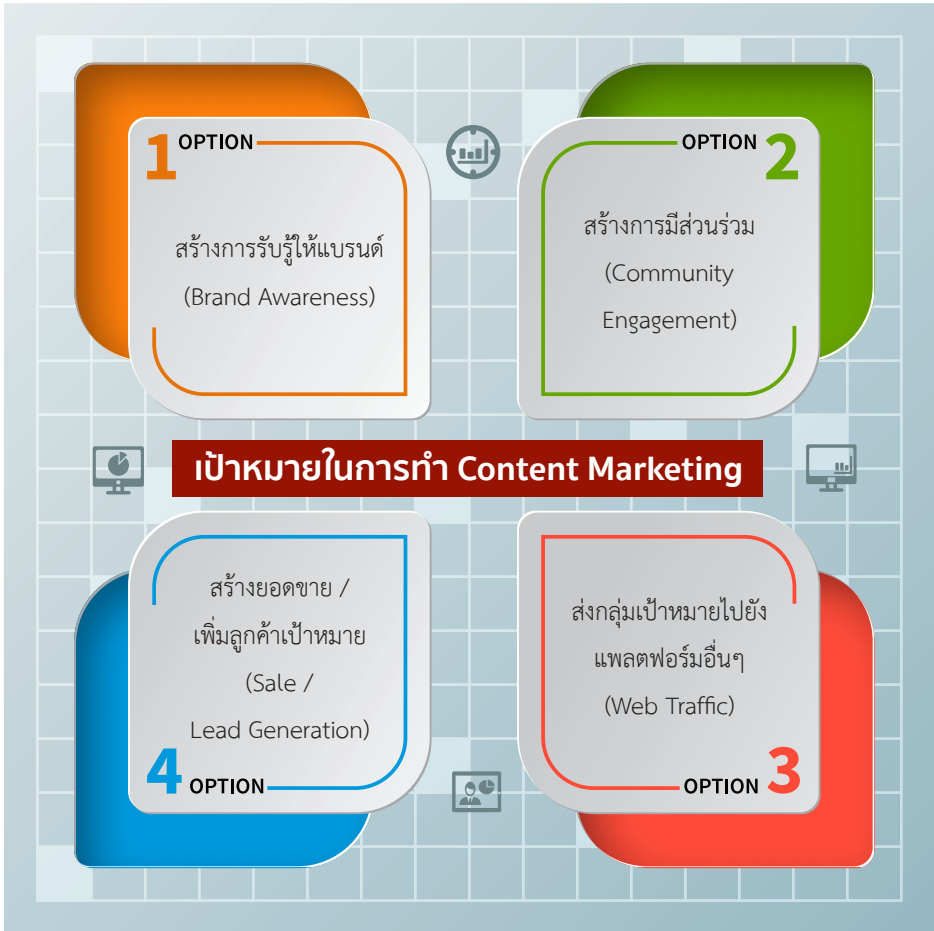 1 OPTION
สร้างการรับรู้ให้แบรนด์
(Brand Awareness)
OPTION 2
สร้างการมีส่วนร่วม
(Community
Engagement)
เป้าหมายในการทำ Content Marketing
ส่งกลุ่มเป้าหมายไปยัง
แพลตฟอร์มอื่นๆ
(Web Traffic)
OPTION 3
สร้างยอดขาย /
เพิ่มลูกค้าเป้าหมาย
(Sale /
Lead Generation)
4 OPTION